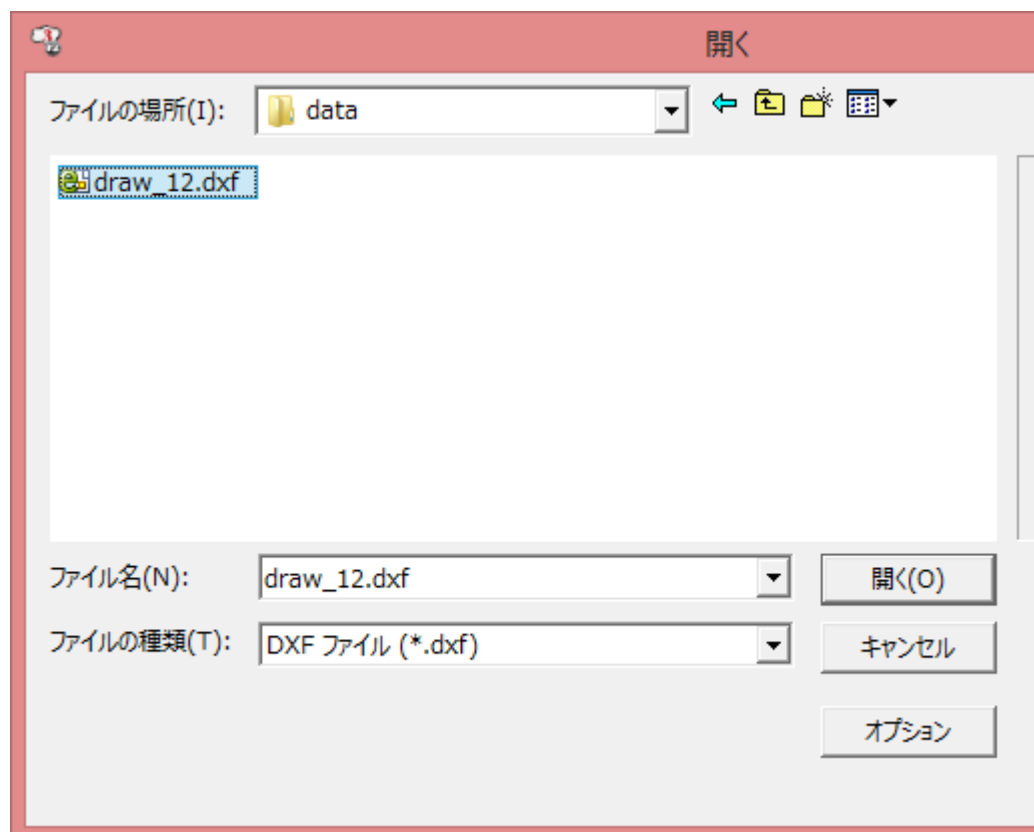 開く
ファイルの場所(I): data
draw_12.dxf
ファイル名(N): draw_12.dxf 開く(O)
ファイルの種類(T): DXF ファイル (*.dxf) キャンセル
オプション